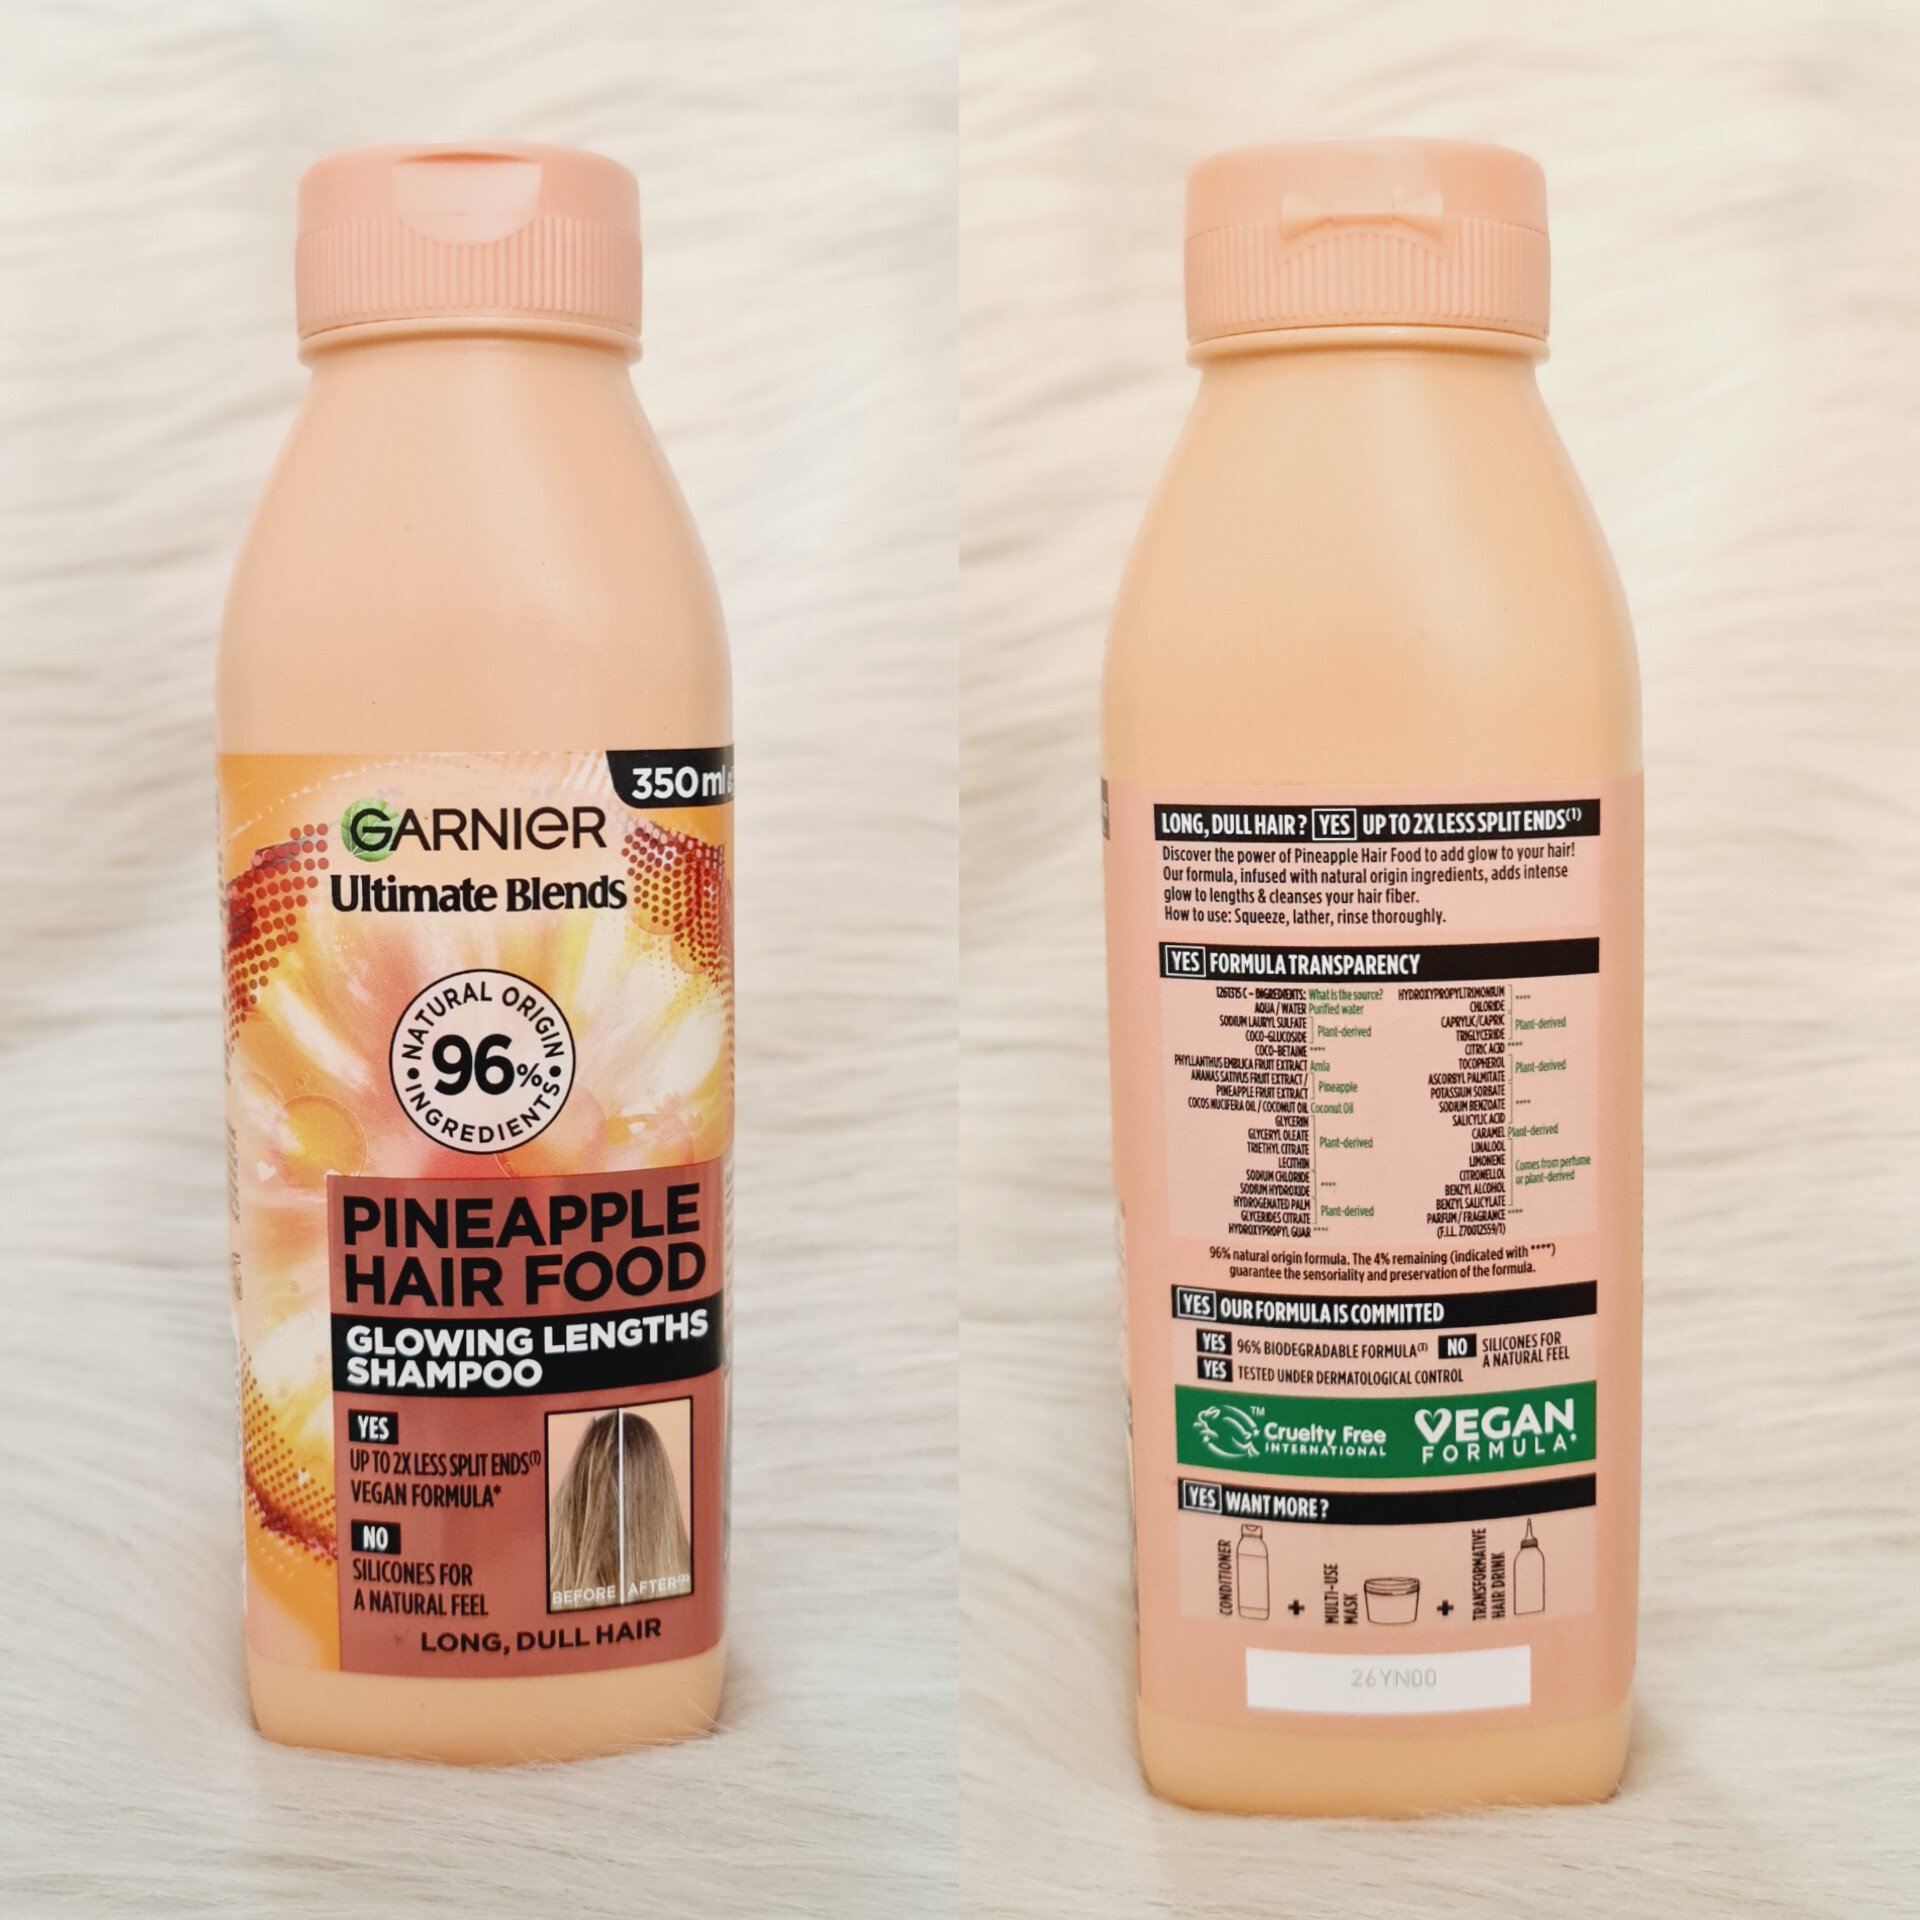 350 ml
GARNIER
Ultimate Blends
• NATURAL ORIGIN •
96%
INGREDIENTS
PINEAPPLE
HAIR FOOD
GLOWING LENGTHS
SHAMPOO
YES
UP TO 2X LESS SPLIT ENDS(1)
VEGAN FORMULA*
NO
SILICONES FOR
A NATURAL FEEL
BEFORE AFTER(2)
LONG, DULL HAIR
LONG, DULL HAIR? YES UP TO 2X LESS SPLIT ENDS(1)
Discover the power of Pineapple Hair Food to add glow to your hair!
Our formula, infused with natural origin ingredients, adds intense
glow to lengths & cleanses your hair fiber.
How to use: Squeeze, lather, rinse thoroughly.
YES FORMULA TRANSPARENCY
1261315 C - INGREDIENTS: What is the source?
AQUA / WATER Purified water
SODIUM LAURYL SULFATE
COCO-GLUCOSIDE
Plant-derived
COCO-BETAINE ****
PHYLLANTHUS EMBLICA FRUIT EXTRACT Amla
ANANAS SATIVUS FRUIT EXTRACT /
PINEAPPLE FRUIT EXTRACT
Pineapple
COCOS NUCIFERA OIL / COCONUT OIL Coconut Oil
GLYCERIN
GLYCERYL OLEATE
TRIETHYL CITRATE
LECITHIN
Plant-derived
SODIUM CHLORIDE
SODIUM HYDROXIDE
****
HYDROGENATED PALM
GLYCERIDES CITRATE
Plant-derived
HYDROXYPROPYL GUAR ****
HYDROXYPROPYLTRIMONIUM
CHLORIDE
****
CAPRYLIC/CAPRIC
TRIGLYCERIDE
Plant-derived
CITRIC ACID ****
TOCOPHEROL
ASCORBYL PALMITATE
Plant-derived
POTASSIUM SORBATE
SODIUM BENZOATE
SALICYLIC ACID
****
CARAMEL Plant-derived
LINALOOL
LIMONENE
CITRONELLOL
BENZYL ALCOHOL
BENZYL SALICYLATE
Comes from perfume
or plant-derived
PARFUM / FRAGRANCE ****
(F.I.L. Z70012559/1)
96% natural origin formula. The 4% remaining (indicated with ****)
guarantee the sensoriality and preservation of the formula.
YES OUR FORMULA IS COMMITTED
YES 96% BIODEGRADABLE FORMULA(3)
NO SILICONES FOR
A NATURAL FEEL
YES TESTED UNDER DERMATOLOGICAL CONTROL
TM
Cruelty Free
INTERNATIONAL
VEGAN
FORMULA*
YES WANT MORE?
CONDITIONER
+
MULTI-USE
MASK
+
TRANSFORMATIVE
HAIR DRINK
26YN00